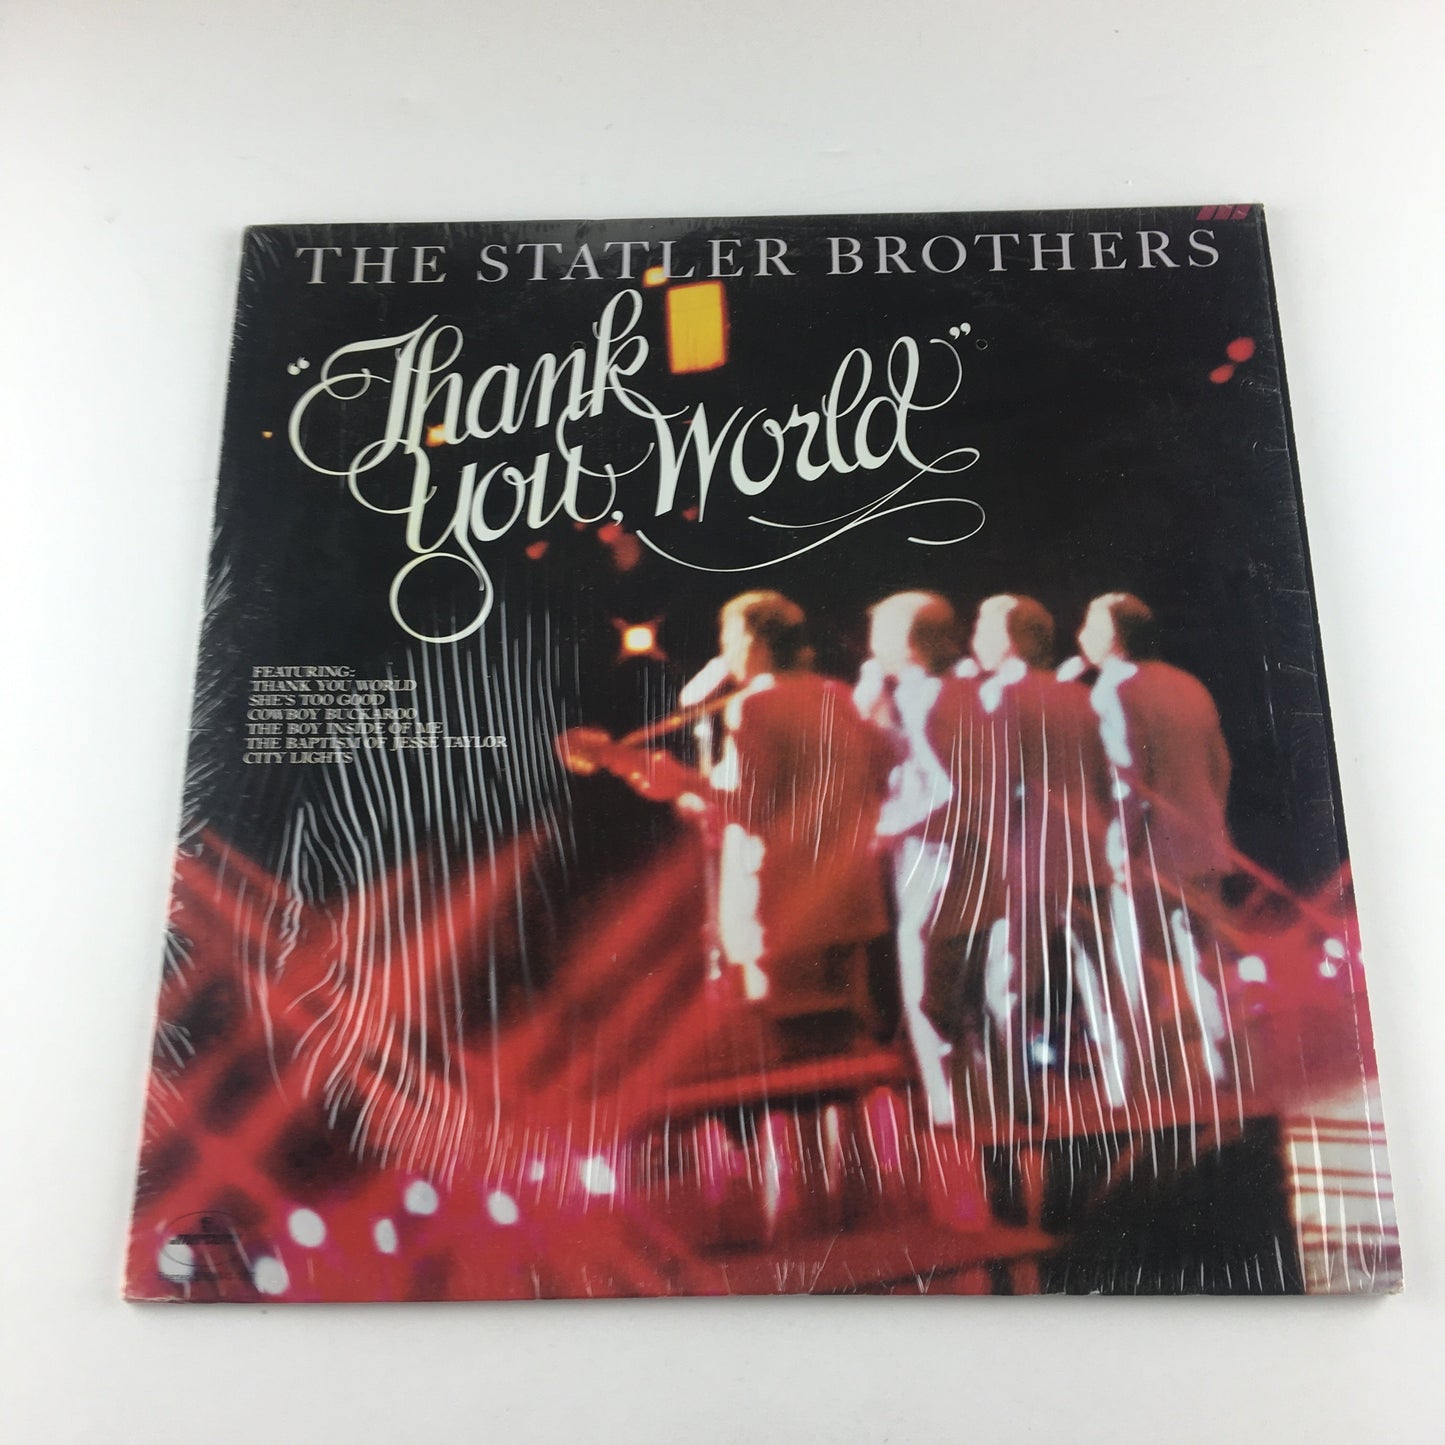 THE STATLER BROTHERS
"Thank
You, World"
FEATURING:
THANK YOU WORLD
SHE'S TOO GOOD
COWBOY BUCKAROO
THE BOY INSIDE OF ME
THE BAPTISM OF JESSE TAYLOR
CITY LIGHTS